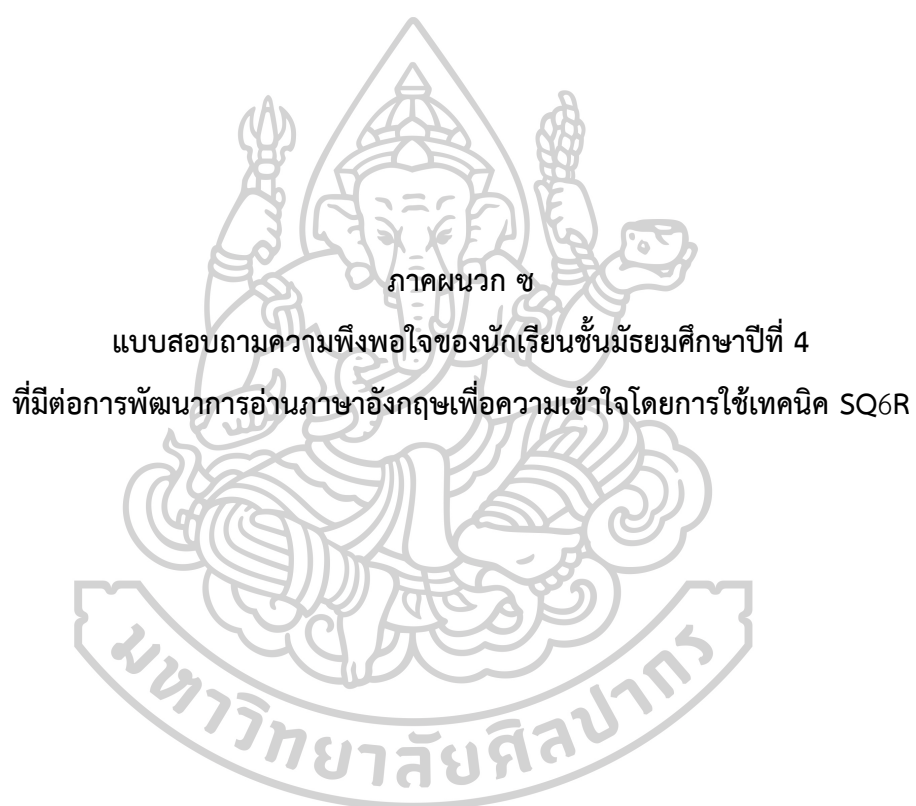 ภาคผนวก ซ
แบบสอบถามความพึงพอใจของนักเรียนชั้นมัธยมศึกษาปีที่ 4
ที่มีต่อการพัฒนาการอ่านภาษาอังกฤษเพื่อความเข้าใจโดยการใช้เทคนิค SQ6R
มหาวิทยาลัยศิลปากร